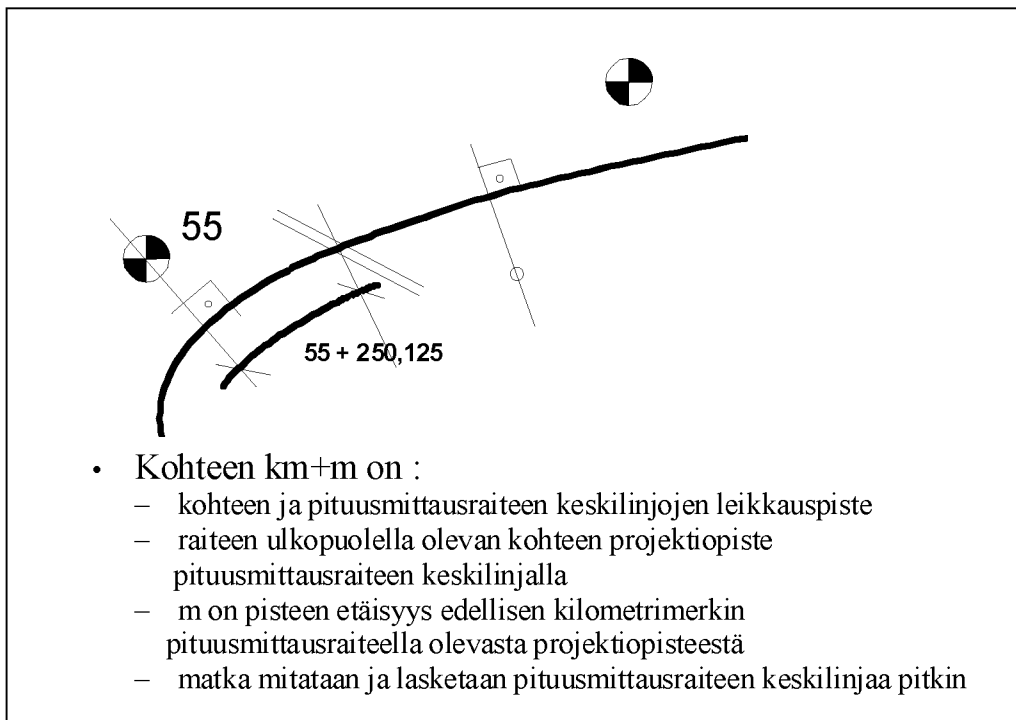 55
55 + 250,125
• Kohteen km+m on :
– kohteen ja pituusmittausraiteen keskilinjojen leikkauspiste
– raiteen ulkopuolella olevan kohteen projektiopiste
pituusmittausraiteen keskilinjalla
– m on pisteen etäisyys edellisen kilometrimerkin
pituusmittausraiteella olevasta projektiopisteestä
– matka mitataan ja lasketaan pituusmittausraiteen keskilinjaa pitkin